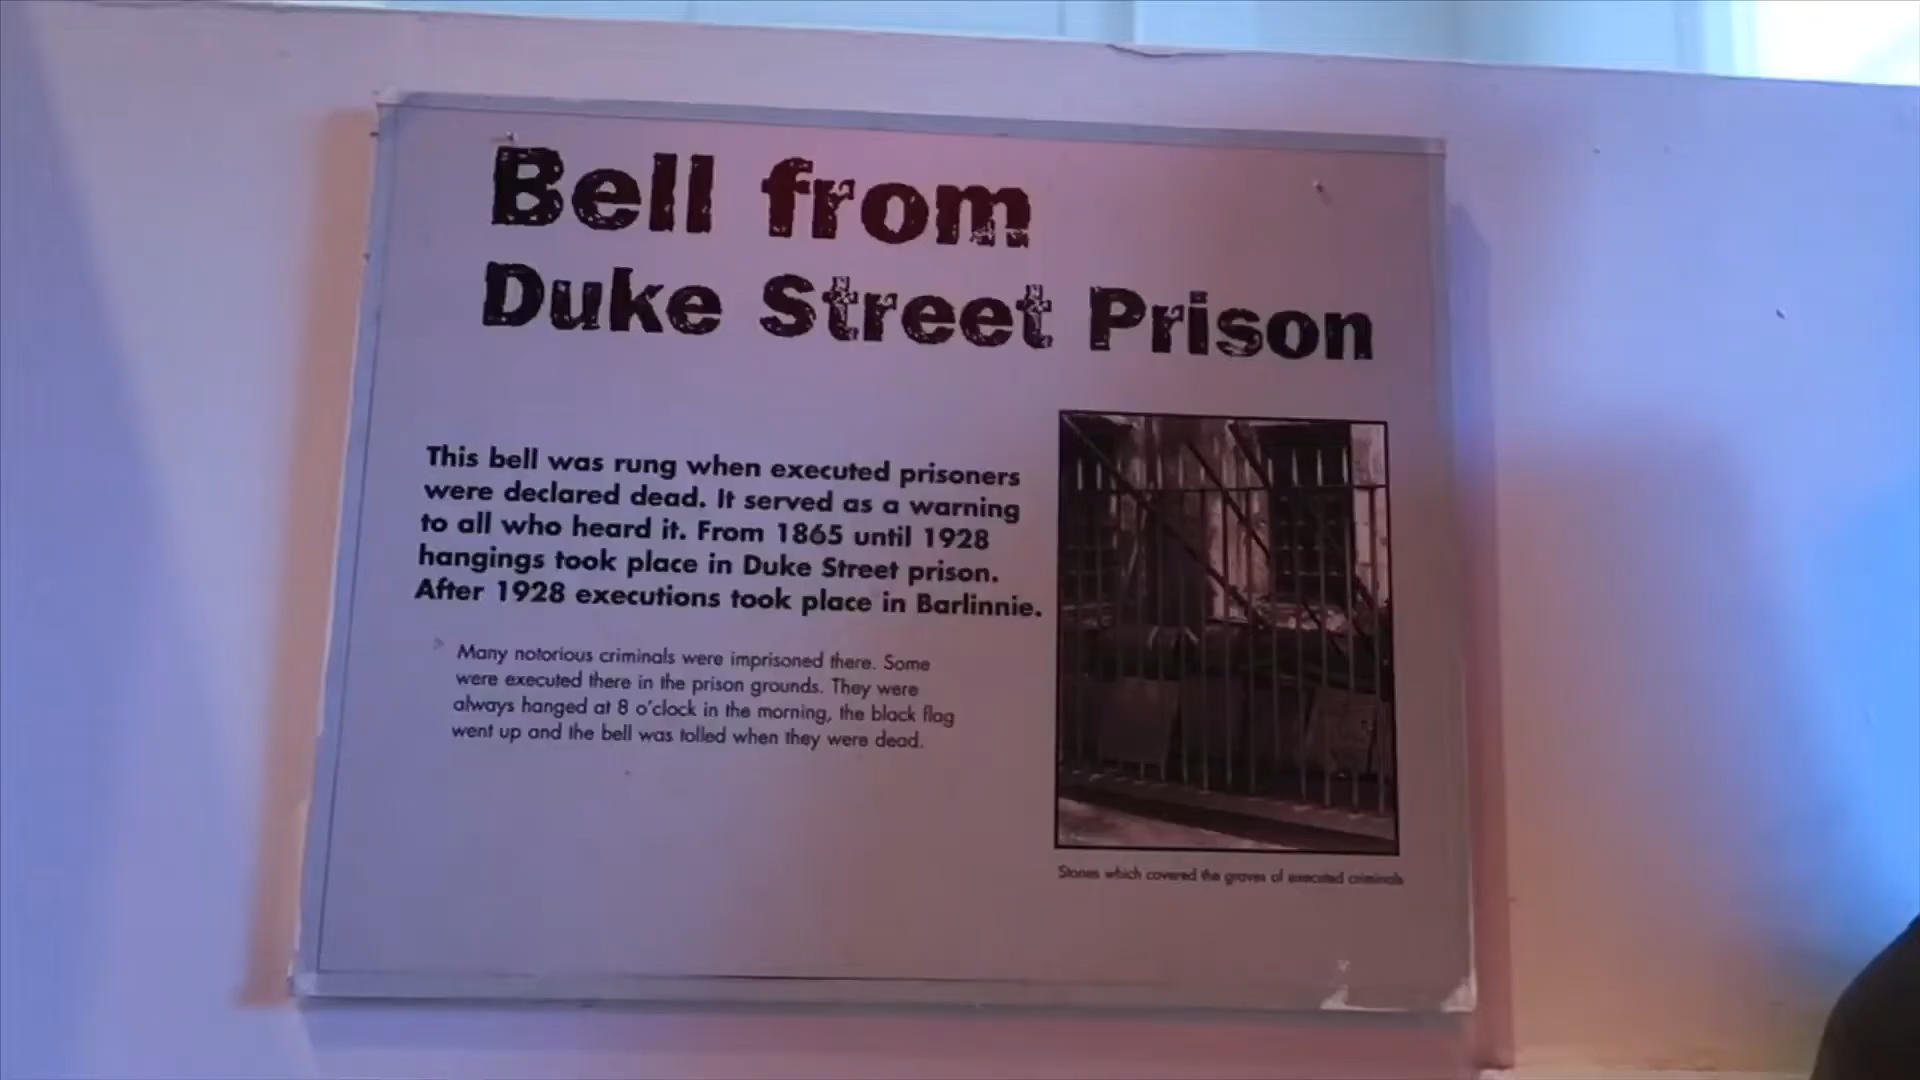 Bell from
Duke Street Prison
This bell was rung when executed prisoners
were declared dead. It served as a warning
to all who heard it. From 1865 until 1928
hangings took place in Duke Street prison.
After 1928 executions took place in Barlinnie.
> Many notorious criminals were imprisoned there. Some
were executed there in the prison grounds. They were
always hanged at 8 o'clock in the morning, the black flag
went up and the bell was tolled when they were dead.
Stones which covered the graves of executed criminals